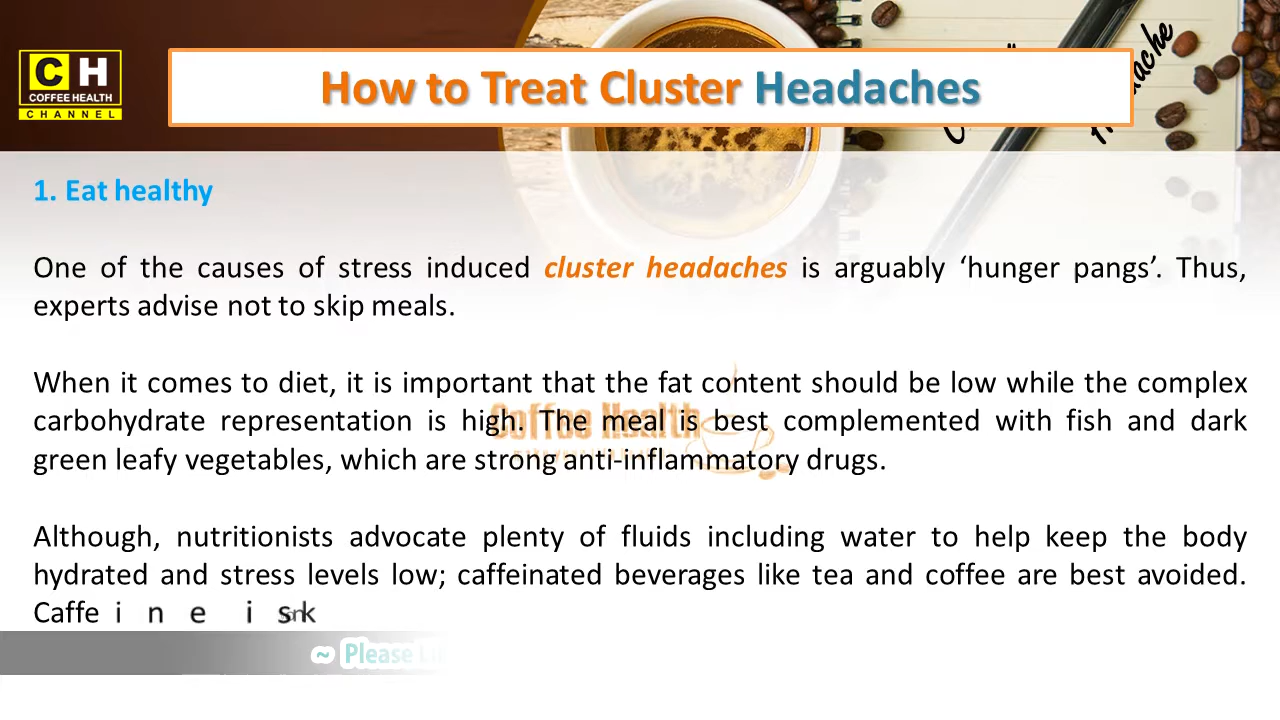 C H
COFFEE HEALTH
CHANNEL
How to Treat Cluster Headaches
1. Eat healthy
One of the causes of stress induced cluster headaches is arguably ‘hunger pangs’. Thus,
experts advise not to skip meals.
When it comes to diet, it is important that the fat content should be low while the complex
carbohydrate representation is high. The meal is best complemented with fish and dark
green leafy vegetables, which are strong anti-inflammatory drugs.
Coffee Health
Although, nutritionists advocate plenty of fluids including water to help keep the body
hydrated and stress levels low; caffeinated beverages like tea and coffee are best avoided.
Caffeine is
~ Please